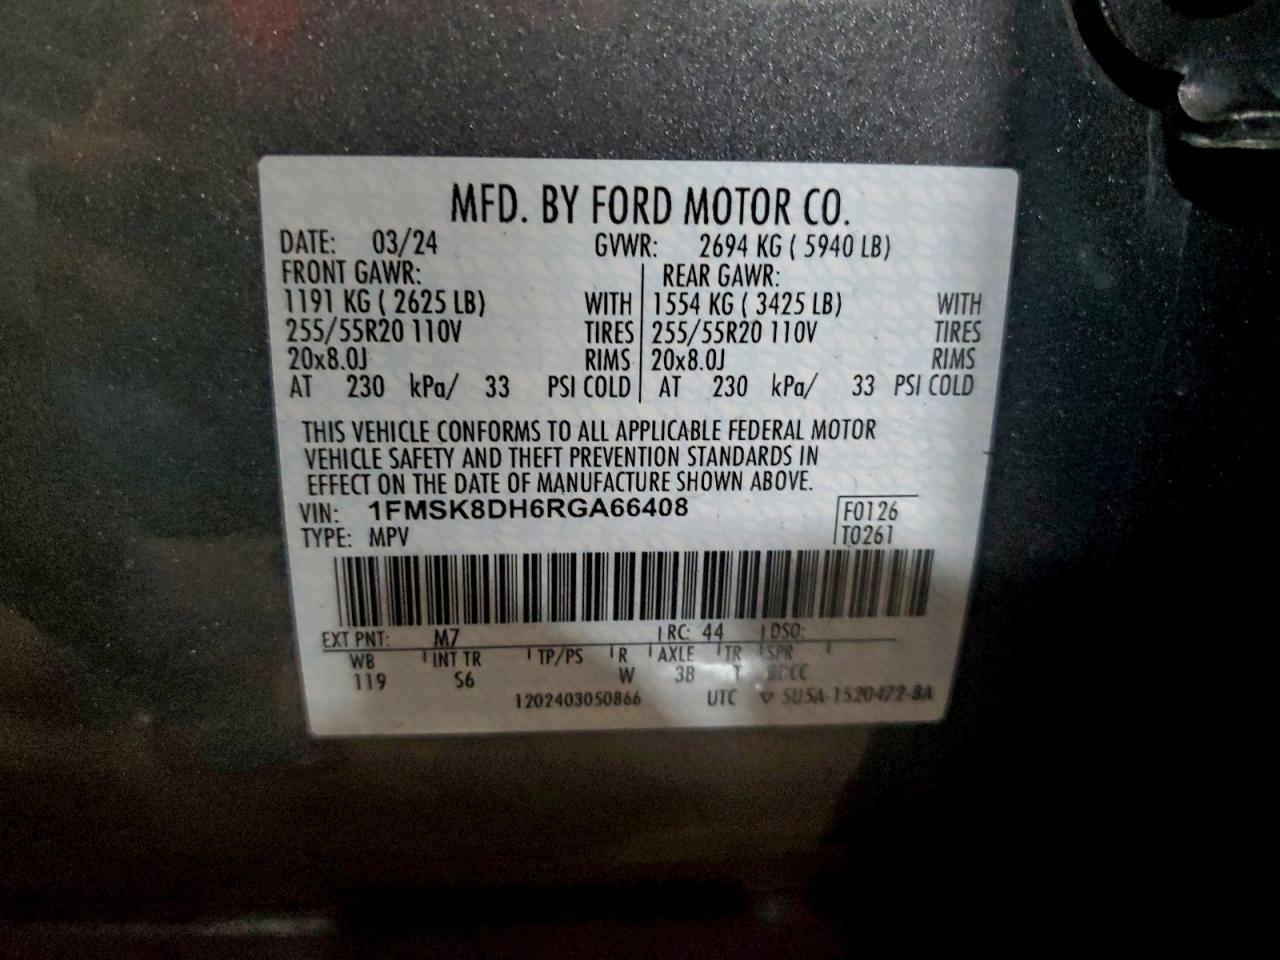 MFD. BY FORD MOTOR CO.
DATE: 03/24 GVWR: 2694 KG ( 5940 LB)
FRONT GAWR: REAR GAWR:
1191 KG ( 2625 LB) WITH 1554 KG ( 3425 LB) WITH
255/55R20 110V TIRES 255/55R20 110V TIRES
20x8.0J RIMS 20x8.0J RIMS
AT 230 kPa/ 33 PSI COLD AT 230 kPa/ 33 PSI COLD
THIS VEHICLE CONFORMS TO ALL APPLICABLE FEDERAL MOTOR
VEHICLE SAFETY AND THEFT PREVENTION STANDARDS IN
EFFECT ON THE DATE OF MANUFACTURE SHOWN ABOVE.
VIN: 1FMSK8DH6RGA66408 F0126
TYPE: MPV T0261
EXT PNT: M7 RC: 44 DSO:
WB INT TR TP/PS R AXLE TR SPR
119 S6 W 3B T
1202403050866 UTC 5U5A-1520472-BA